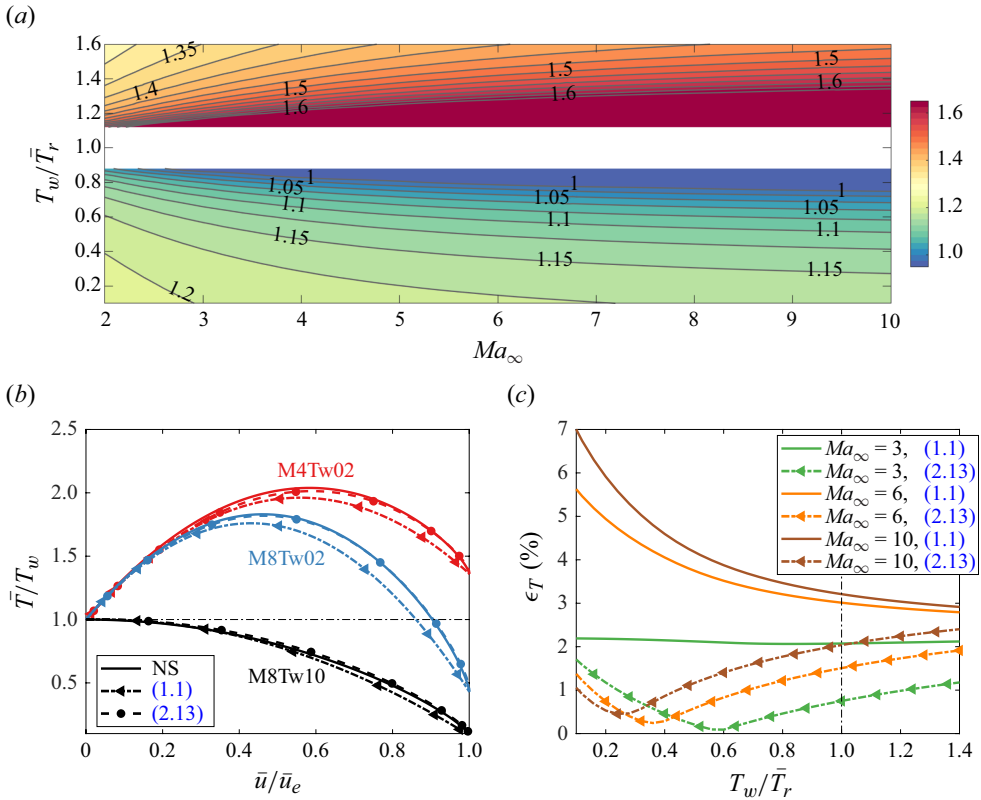 (a)
1.6
1.4
1.2
1.0
0.8
0.6
0.4
0.2
T_w/T̄_r
1.35
1.4
1.5
1.6
1.5
1.6
1.5
1.6
1
1.05
1.1
1.15
1.2
1
1.05
1.1
1.15
1
1.05
1.1
1.15
2 3 4 5 6 7 8 9 10
Ma_∞
1.6
1.4
1.2
1.0
(b)
2.5
2.0
1.5
1.0
0.5
T̄/T_w
M4Tw02
M8Tw02
M8Tw10
NS
(1.1)
(2.13)
0 0.2 0.4 0.6 0.8 1.0
ū/ū_e
(c)
7
6
5
4
3
2
1
0
ϵ_T (%)
Ma_∞ = 3, (1.1)
Ma_∞ = 3, (2.13)
Ma_∞ = 6, (1.1)
Ma_∞ = 6, (2.13)
Ma_∞ = 10, (1.1)
Ma_∞ = 10, (2.13)
0.2 0.4 0.6 0.8 1.0 1.2 1.4
T_w/T̄_r